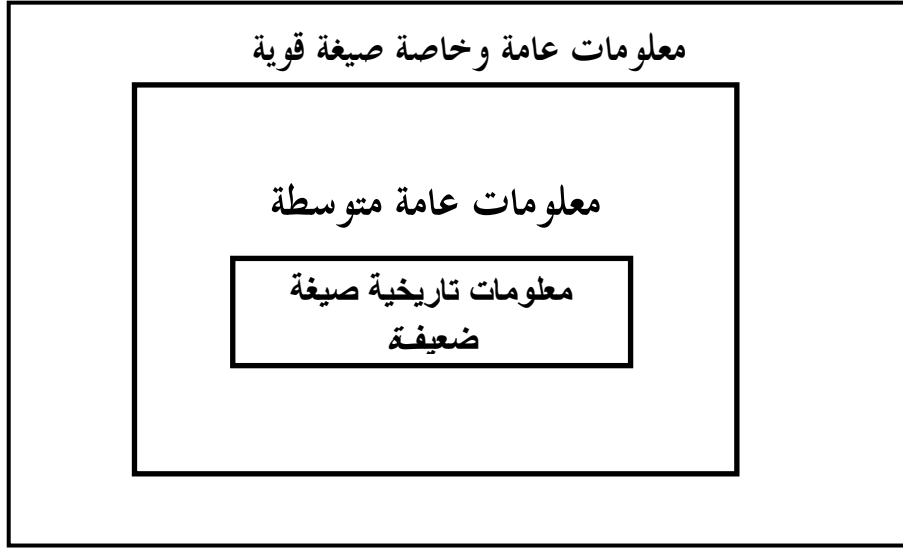 معلومات عامة وخاصة صيغة قوية
معلومات عامة متوسطة
معلومات تاريخية صيغة
ضعيفة